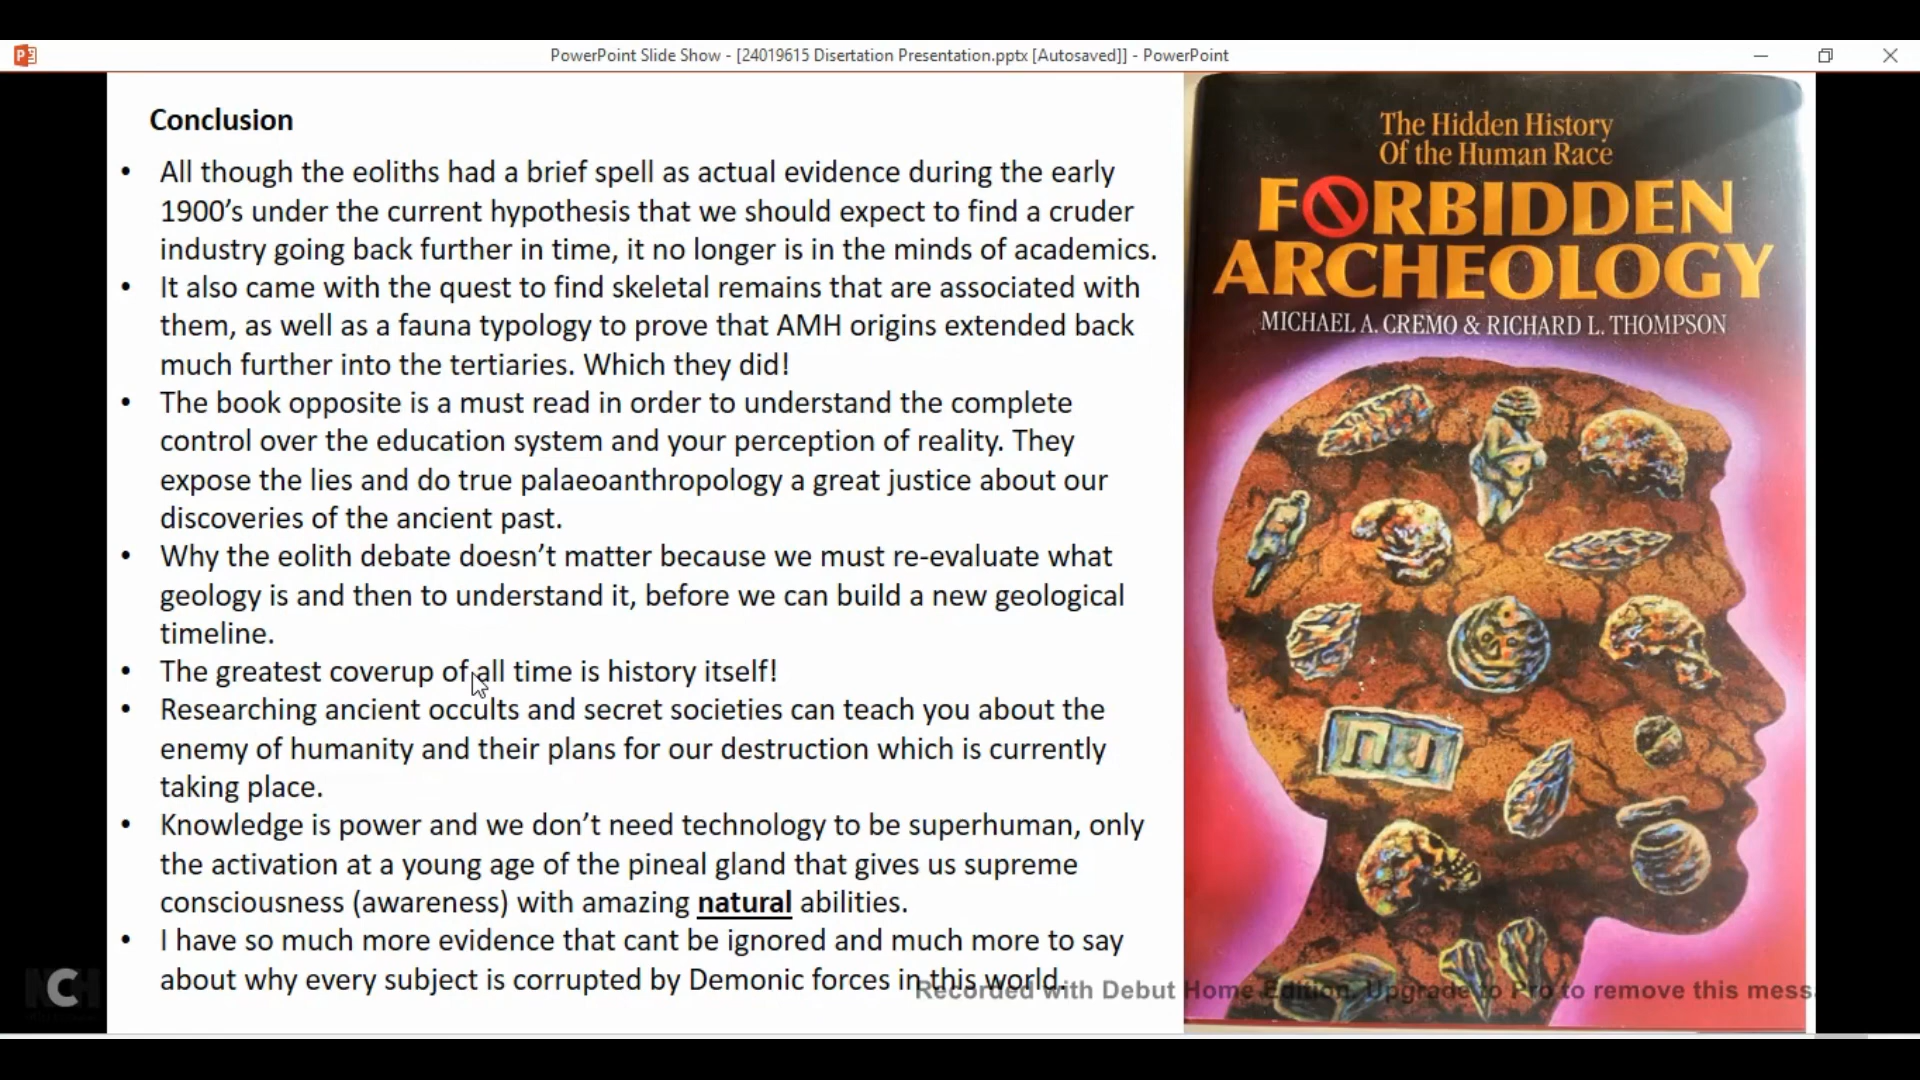 PowerPoint Slide Show - [24019615 Disertation Presentation.pptx [Autosaved]] - PowerPoint
Conclusion
• All though the eoliths had a brief spell as actual evidence during the early
1900’s under the current hypothesis that we should expect to find a cruder
industry going back further in time, it no longer is in the minds of academics.
• It also came with the quest to find skeletal remains that are associated with
them, as well as a fauna typology to prove that AMH origins extended back
much further into the tertiaries. Which they did!
• The book opposite is a must read in order to understand the complete
control over the education system and your perception of reality. They
expose the lies and do true palaeoanthropology a great justice about our
discoveries of the ancient past.
• Why the eolith debate doesn’t matter because we must re-evaluate what
geology is and then to understand it, before we can build a new geological
timeline.
• The greatest coverup of all time is history itself!
• Researching ancient occults and secret societies can teach you about the
enemy of humanity and their plans for our destruction which is currently
taking place.
• Knowledge is power and we don’t need technology to be superhuman, only
the activation at a young age of the pineal gland that gives us supreme
consciousness (awareness) with amazing natural abilities.
• I have so much more evidence that cant be ignored and much more to say
about why every subject is corrupted by Demonic forces in this world.
The Hidden History
Of the Human Race
FORBIDDEN
ARCHEOLOGY
MICHAEL A. CREMO & RICHARD L. THOMPSON
NCH
Recorded with Debut Home Edition. Upgrade to Pro to remove this mess